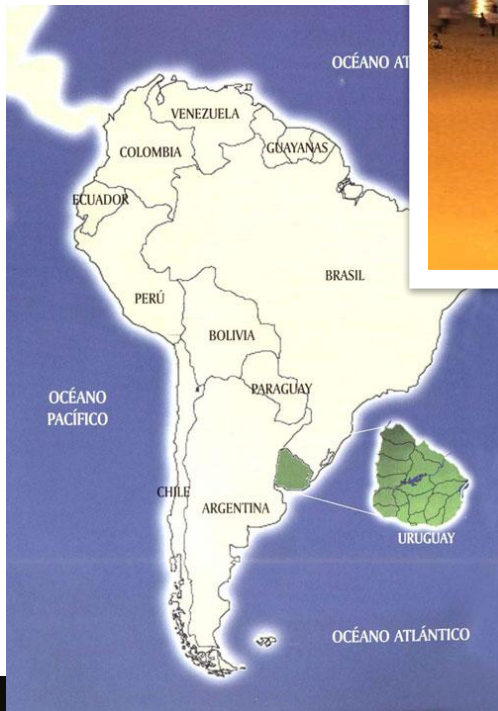 OCÉANO AT
VENEZUELA
GUAYANAS
COLOMBIA
ECUADOR
BRASIL
PERÚ
BOLIVIA
PARAGUAY
OCÉANO
PACÍFICO
CHILE
ARGENTINA
URUGUAY
OCÉANO ATLÁNTICO